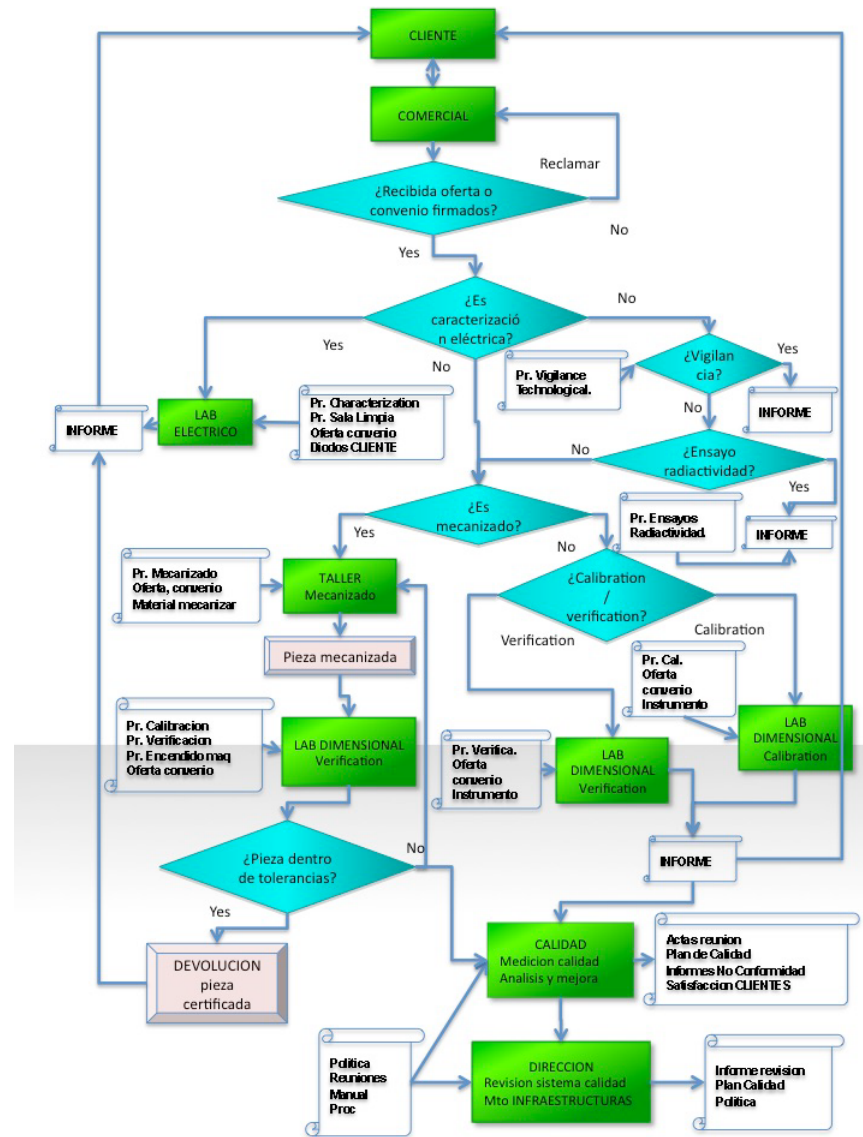 CLIENTE
COMERCIAL
Reclamar
¿Recibida oferta o
convenio firmados?
No
Yes
¿Es
caracterizació
n eléctrica?
No
Yes
No
¿Vigilan
cia?
Yes
Pr. Vigilance
Technological.
INFORME
LAB
ELECTRICO
Pr. Characterization
Pr. Sala Limpia
Oferta convenio
Diodos CLIENTE
INFORME
No
No
¿Ensayo
radiactividad?
Yes
¿Es
mecanizado?
Yes
No
Pr. Ensayos
Radiactividad.
INFORME
Pr. Mecanizado
Oferta, convenio
Material mecanizar
TALLER
Mecanizado
¿Calibration
/
verification?
Verification
Calibration
Pieza mecanizada
Pr. Cal.
Oferta
convenio
Instrumento
Pr. Calibracion
Pr. Verificacion
Pr. Encendido maq
Oferta convenio
LAB DIMENSIONAL
Verification
Pr. Verifica.
Oferta
convenio
Instrumento
LAB
DIMENSIONAL
Verification
LAB
DIMENSIONAL
Calibration
¿Pieza dentro
de tolerancias?
No
Yes
INFORME
DEVOLUCION
pieza
certificada
CALIDAD
Medicion calidad
Analisis y mejora
Actas reunion
Plan de Calidad
Informes No Conformidad
Satisfaccion CLIENTES
Politica
Reuniones
Manual
Proc
DIRECCION
Revision sistema calidad
Mto INFRAESTRUCTURAS
Informe revision
Plan Calidad
Politica